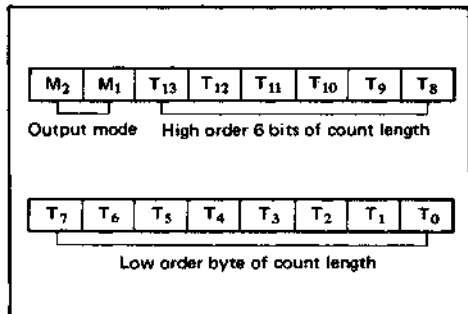 M2 M1 T13 T12 T11 T10 T9 T8
Output mode High order 6 bits of count length
T7 T6 T5 T4 T3 T2 T1 T0
Low order byte of count length